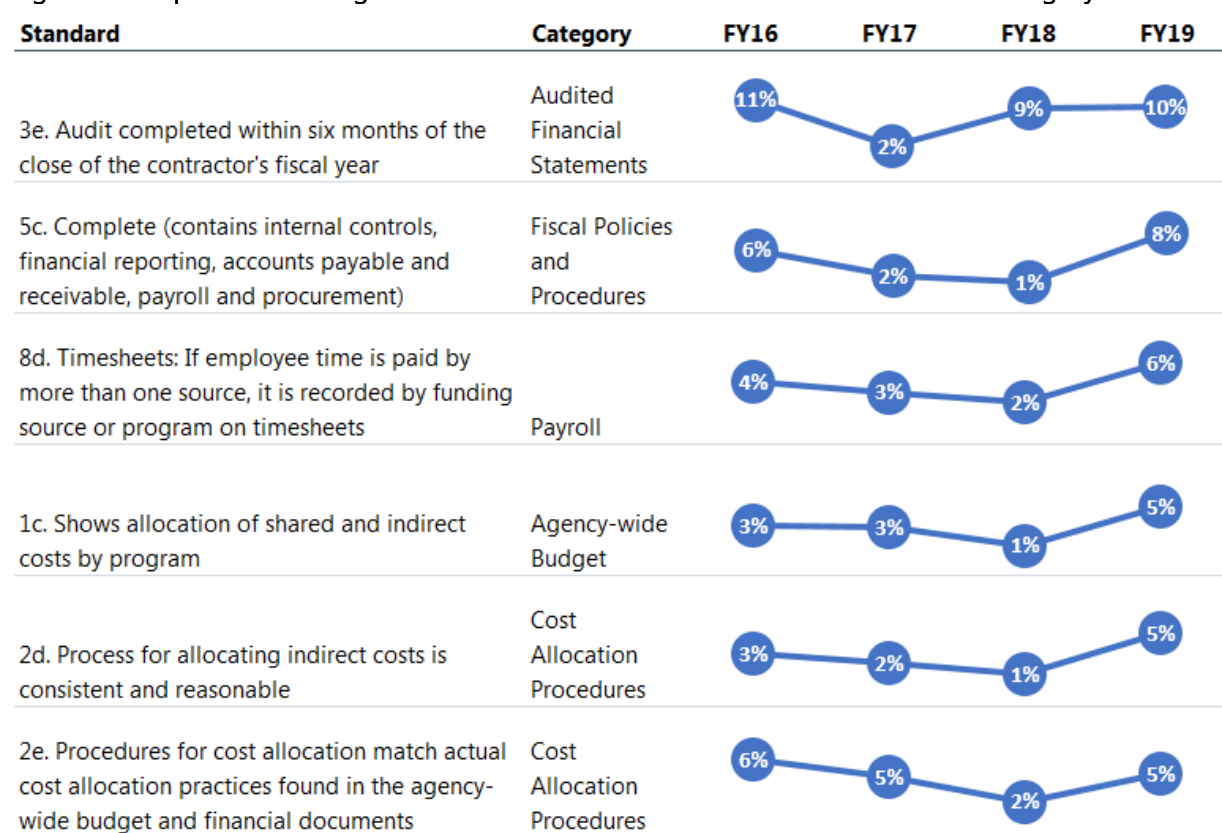 Standard Category FY16 FY17 FY18 FY19
3e. Audit completed within six months of the
close of the contractor's fiscal year
Audited
Financial
Statements
11% 2% 9% 10%
5c. Complete (contains internal controls,
financial reporting, accounts payable and
receivable, payroll and procurement)
Fiscal Policies
and
Procedures
6% 2% 1% 8%
8d. Timesheets: If employee time is paid by
more than one source, it is recorded by funding
source or program on timesheets
Payroll
4% 3% 2% 6%
1c. Shows allocation of shared and indirect
costs by program
Agency-wide
Budget
3% 3% 1% 5%
2d. Process for allocating indirect costs is
consistent and reasonable
Cost
Allocation
Procedures
3% 2% 1% 5%
2e. Procedures for cost allocation match actual
cost allocation practices found in the agency-
wide budget and financial documents
Cost
Allocation
Procedures
6% 5% 2% 5%